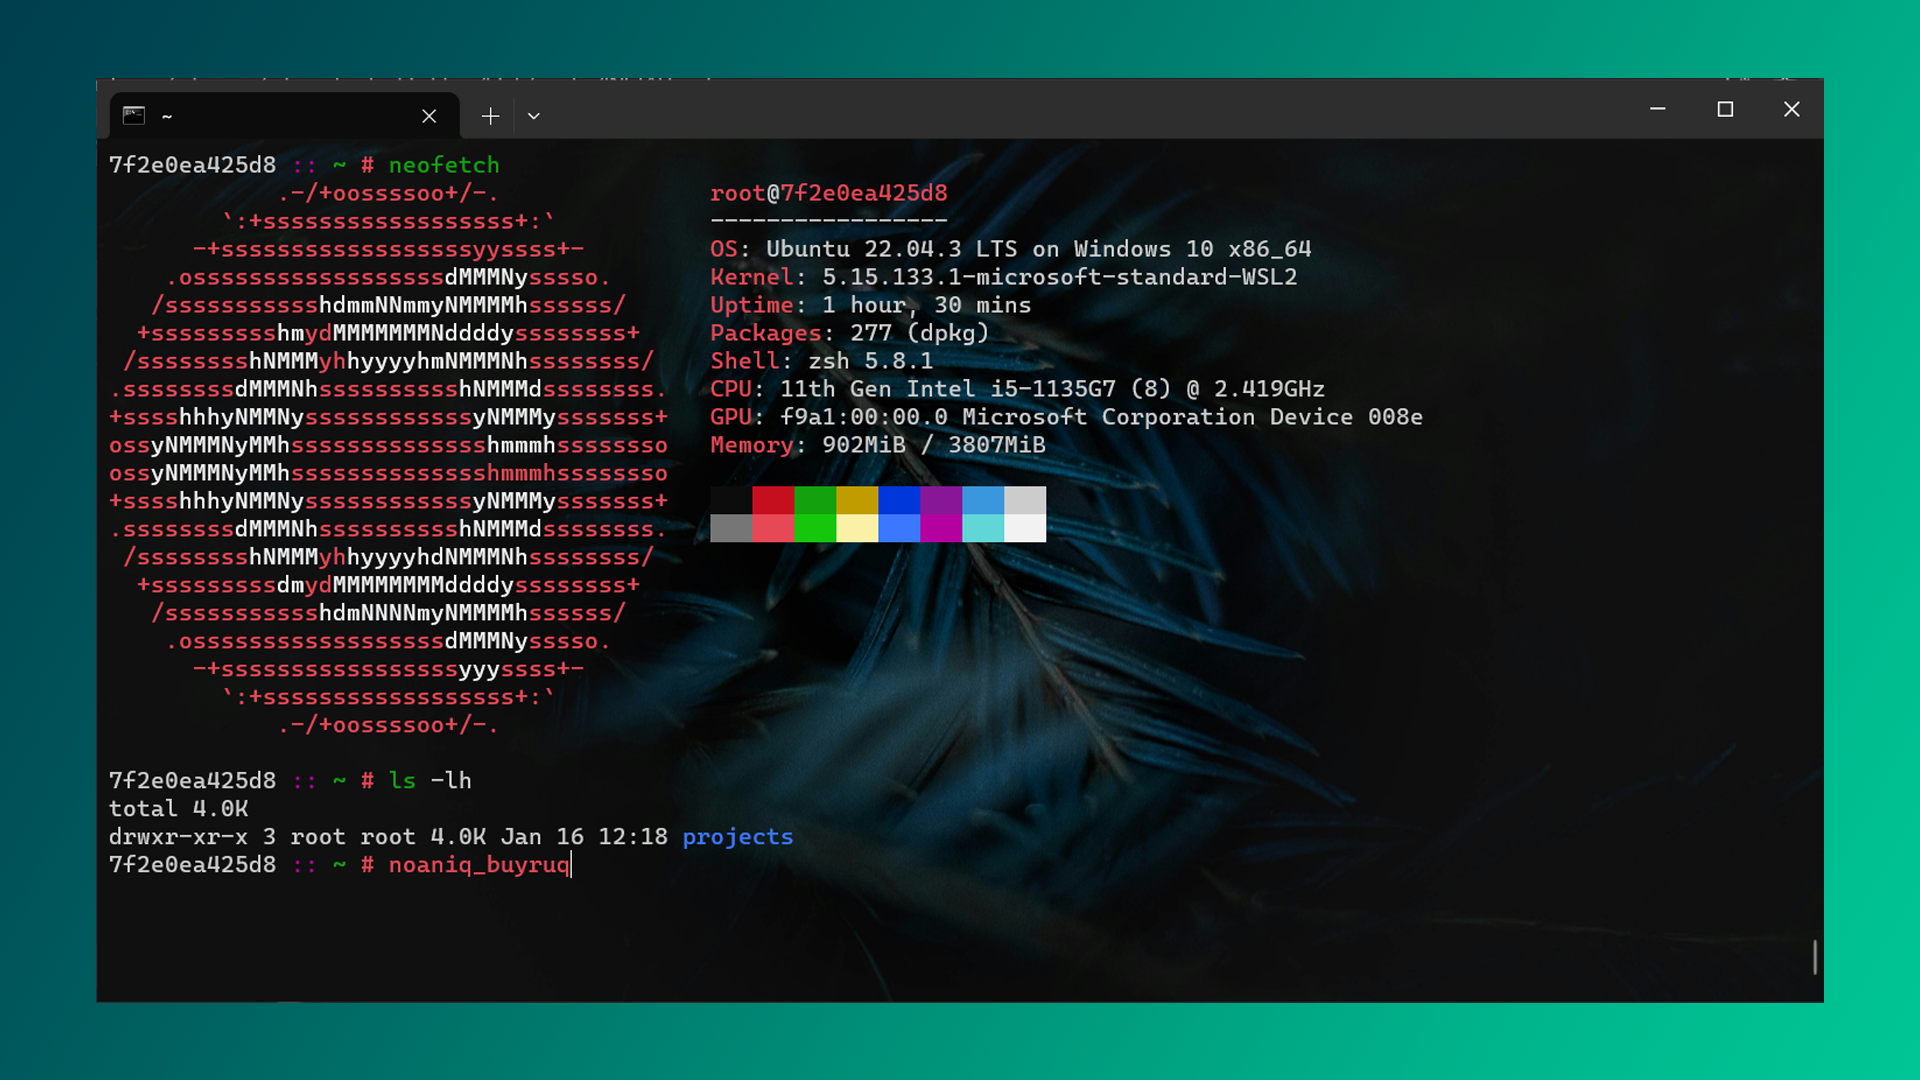 ~
7f2e0ea425d8 :: ~ # neofetch
.-/+oossssoo+/-.
`:+ssssssssssssssssss+:`
-+ssssssssssssssssssyyssss+-
.ossssssssssssssssssdMMMNysssso.
/ssssssssssshdmmNNmmyNMMMMhssssss/
+ssssssssshmydMMMMMMMNddddyssssssss+
/sssssssshNMMMyhhyyyyhmNMMMNhssssssss/
.ssssssssdMMMNhsssssssssshNMMMdssssssss.
+sssshhhyNMMNyssssssssssssyNMMMysssssss+
ossyNMMMNyMMhsssssssssssssshmmmhssssssso
ossyNMMMNyMMhsssssssssssssshmmmhssssssso
+sssshhhyNMMNyssssssssssssyNMMMysssssss+
.ssssssssdMMMNhsssssssssshNMMMdssssssss.
/sssssssshNMMMyhhyyyyhdNMMMNhssssssss/
+sssssssssdmydMMMMMMMMddddyssssssss+
/ssssssssssshdmNNNNmyNMMMMhssssss/
.ossssssssssssssssssdMMMNysssso.
-+sssssssssssssssssyyyssss+-
`:+ssssssssssssssssss+:`
.-/+oossssoo+/-.
root@7f2e0ea425d8
-----------------
OS: Ubuntu 22.04.3 LTS on Windows 10 x86_64
Kernel: 5.15.133.1-microsoft-standard-WSL2
Uptime: 1 hour, 30 mins
Packages: 277 (dpkg)
Shell: zsh 5.8.1
CPU: 11th Gen Intel i5-1135G7 (8) @ 2.419GHz
GPU: f9a1:00:00.0 Microsoft Corporation Device 008e
Memory: 902MiB / 3807MiB
7f2e0ea425d8 :: ~ # ls -lh
total 4.0K
drwxr-xr-x 3 root root 4.0K Jan 16 12:18 projects
7f2e0ea425d8 :: ~ # noaniq_buyruq